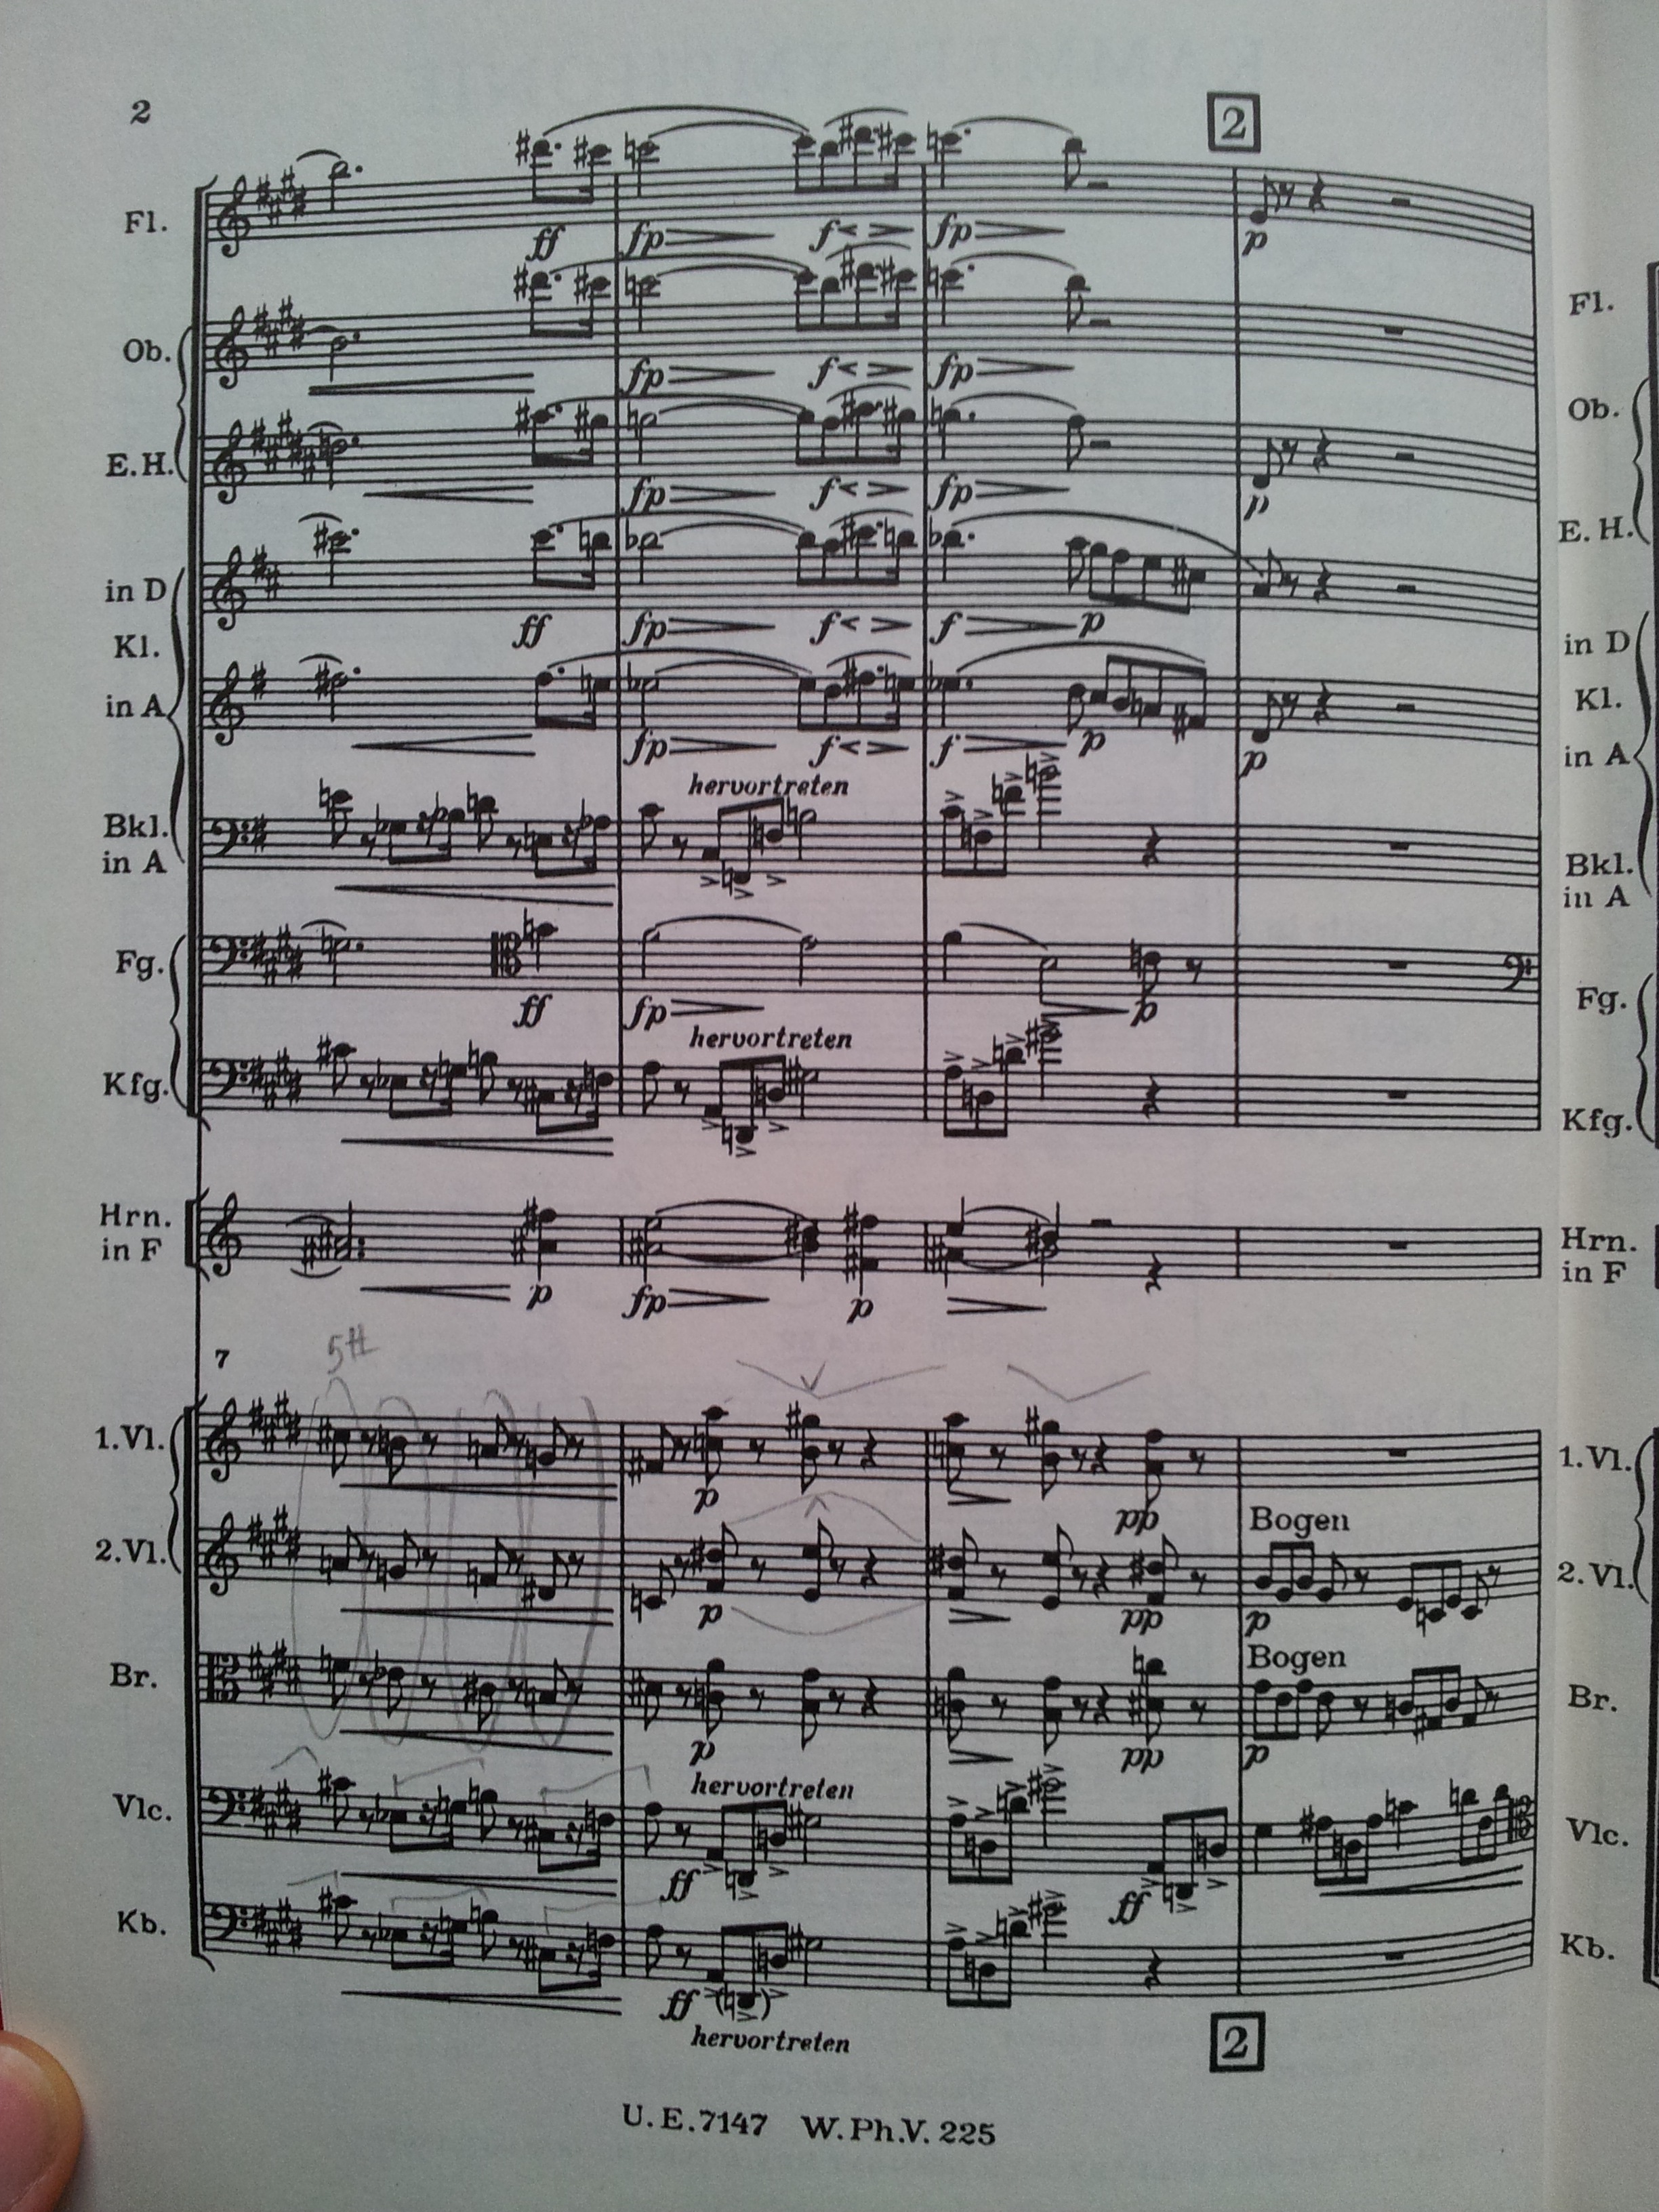 2
2
Fl.
ff fp f fp p
Ob.
fp f fp
E.H.
fp f fp p
in D
ff fp f f p
Kl.
in A
fp f f p
hervortreten
Bkl.
in A
Fg.
ff fp p
hervortreten
Kfg.
Hrn.
in F
p fp p
5th
7
1.Vl.
p pp
Bogen
2.Vl.
p pp p
Bogen
Br.
p pp p
hervortreten
Vlc.
ff ff
Kb.
ff
hervortreten
2
U.E.7147 W.Ph.V. 225
Fl.
Ob.
E.H.
in D
Kl.
in A
Bkl.
in A
Fg.
Kfg.
Hrn.
in F
1.Vl.
2.Vl.
Br.
Vlc.
Kb.